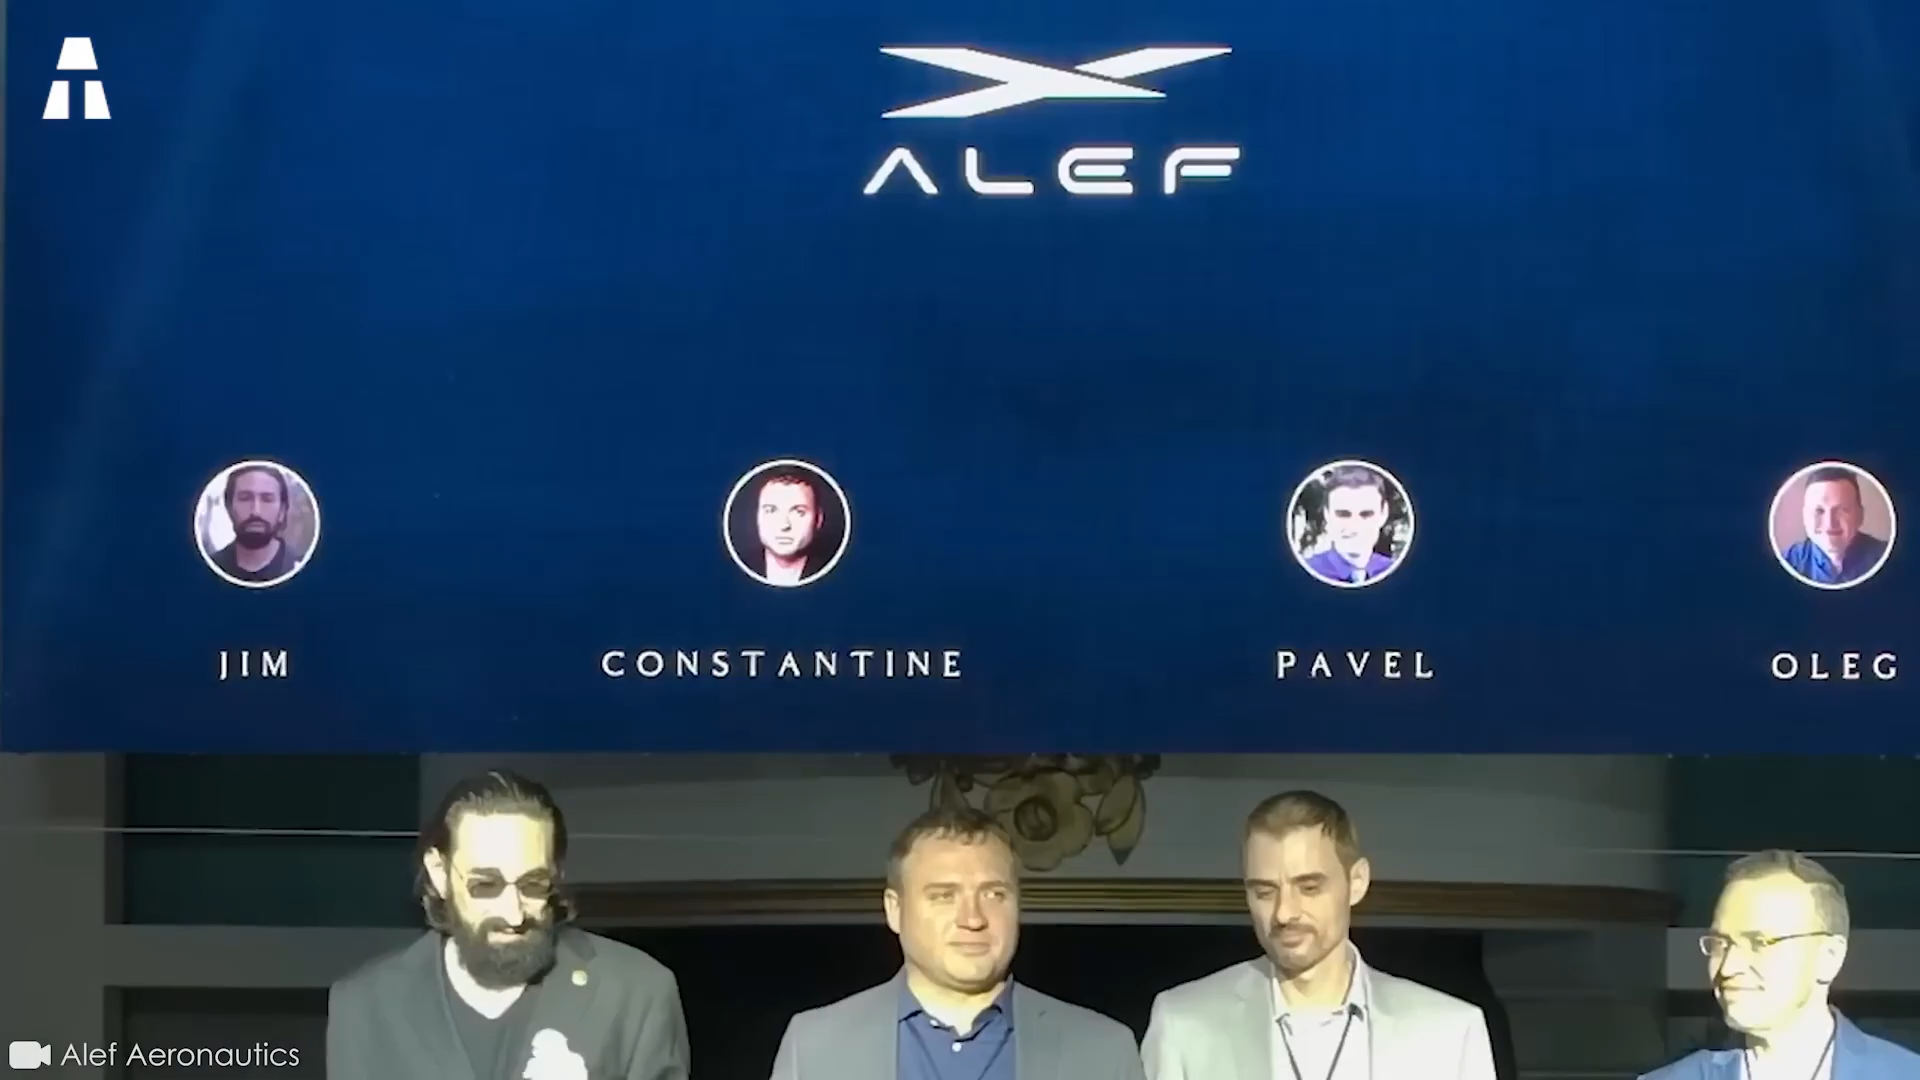 ALEF
JIM
CONSTANTINE
PAVEL
OLEG
Alef Aeronautics